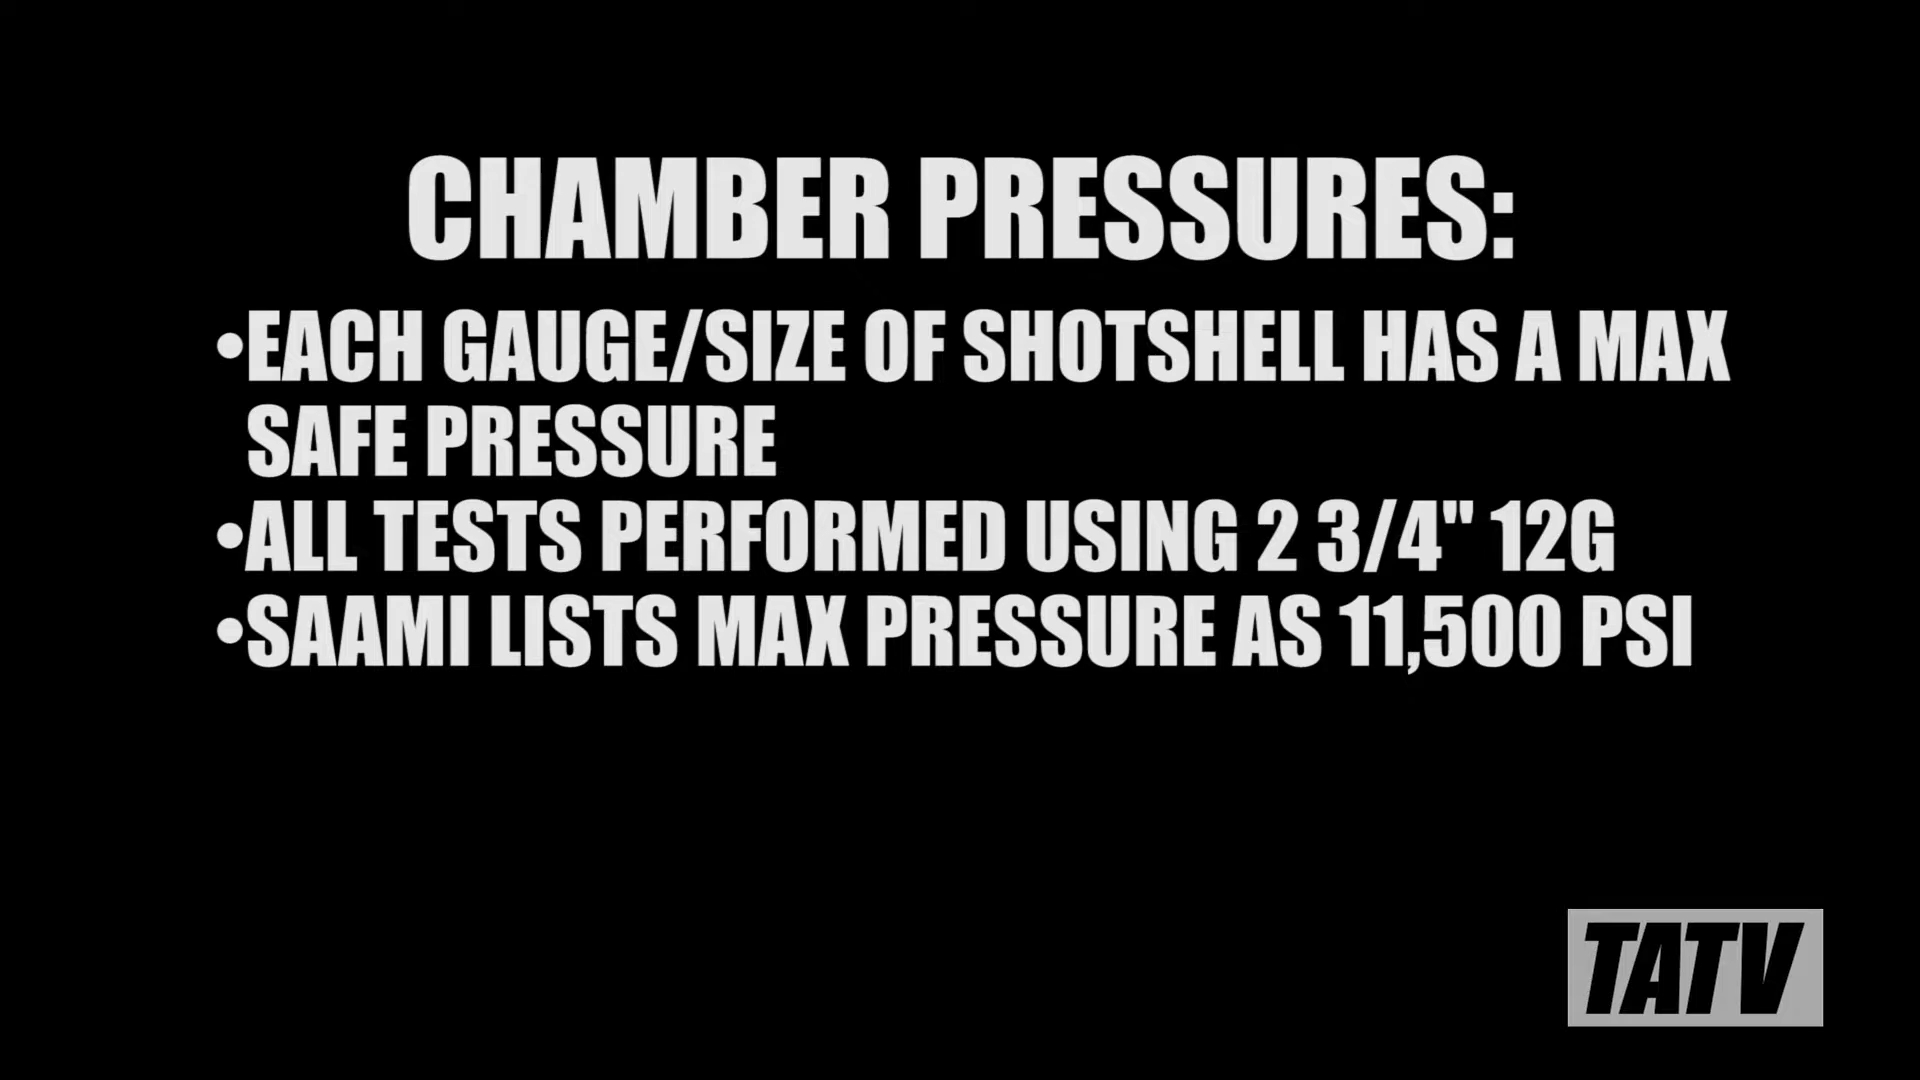 CHAMBER PRESSURES:
•EACH GAUGE/SIZE OF SHOTSHELL HAS A MAX
SAFE PRESSURE
•ALL TESTS PERFORMED USING 2 3/4" 12G
•SAAMI LISTS MAX PRESSURE AS 11,500 PSI
TATV